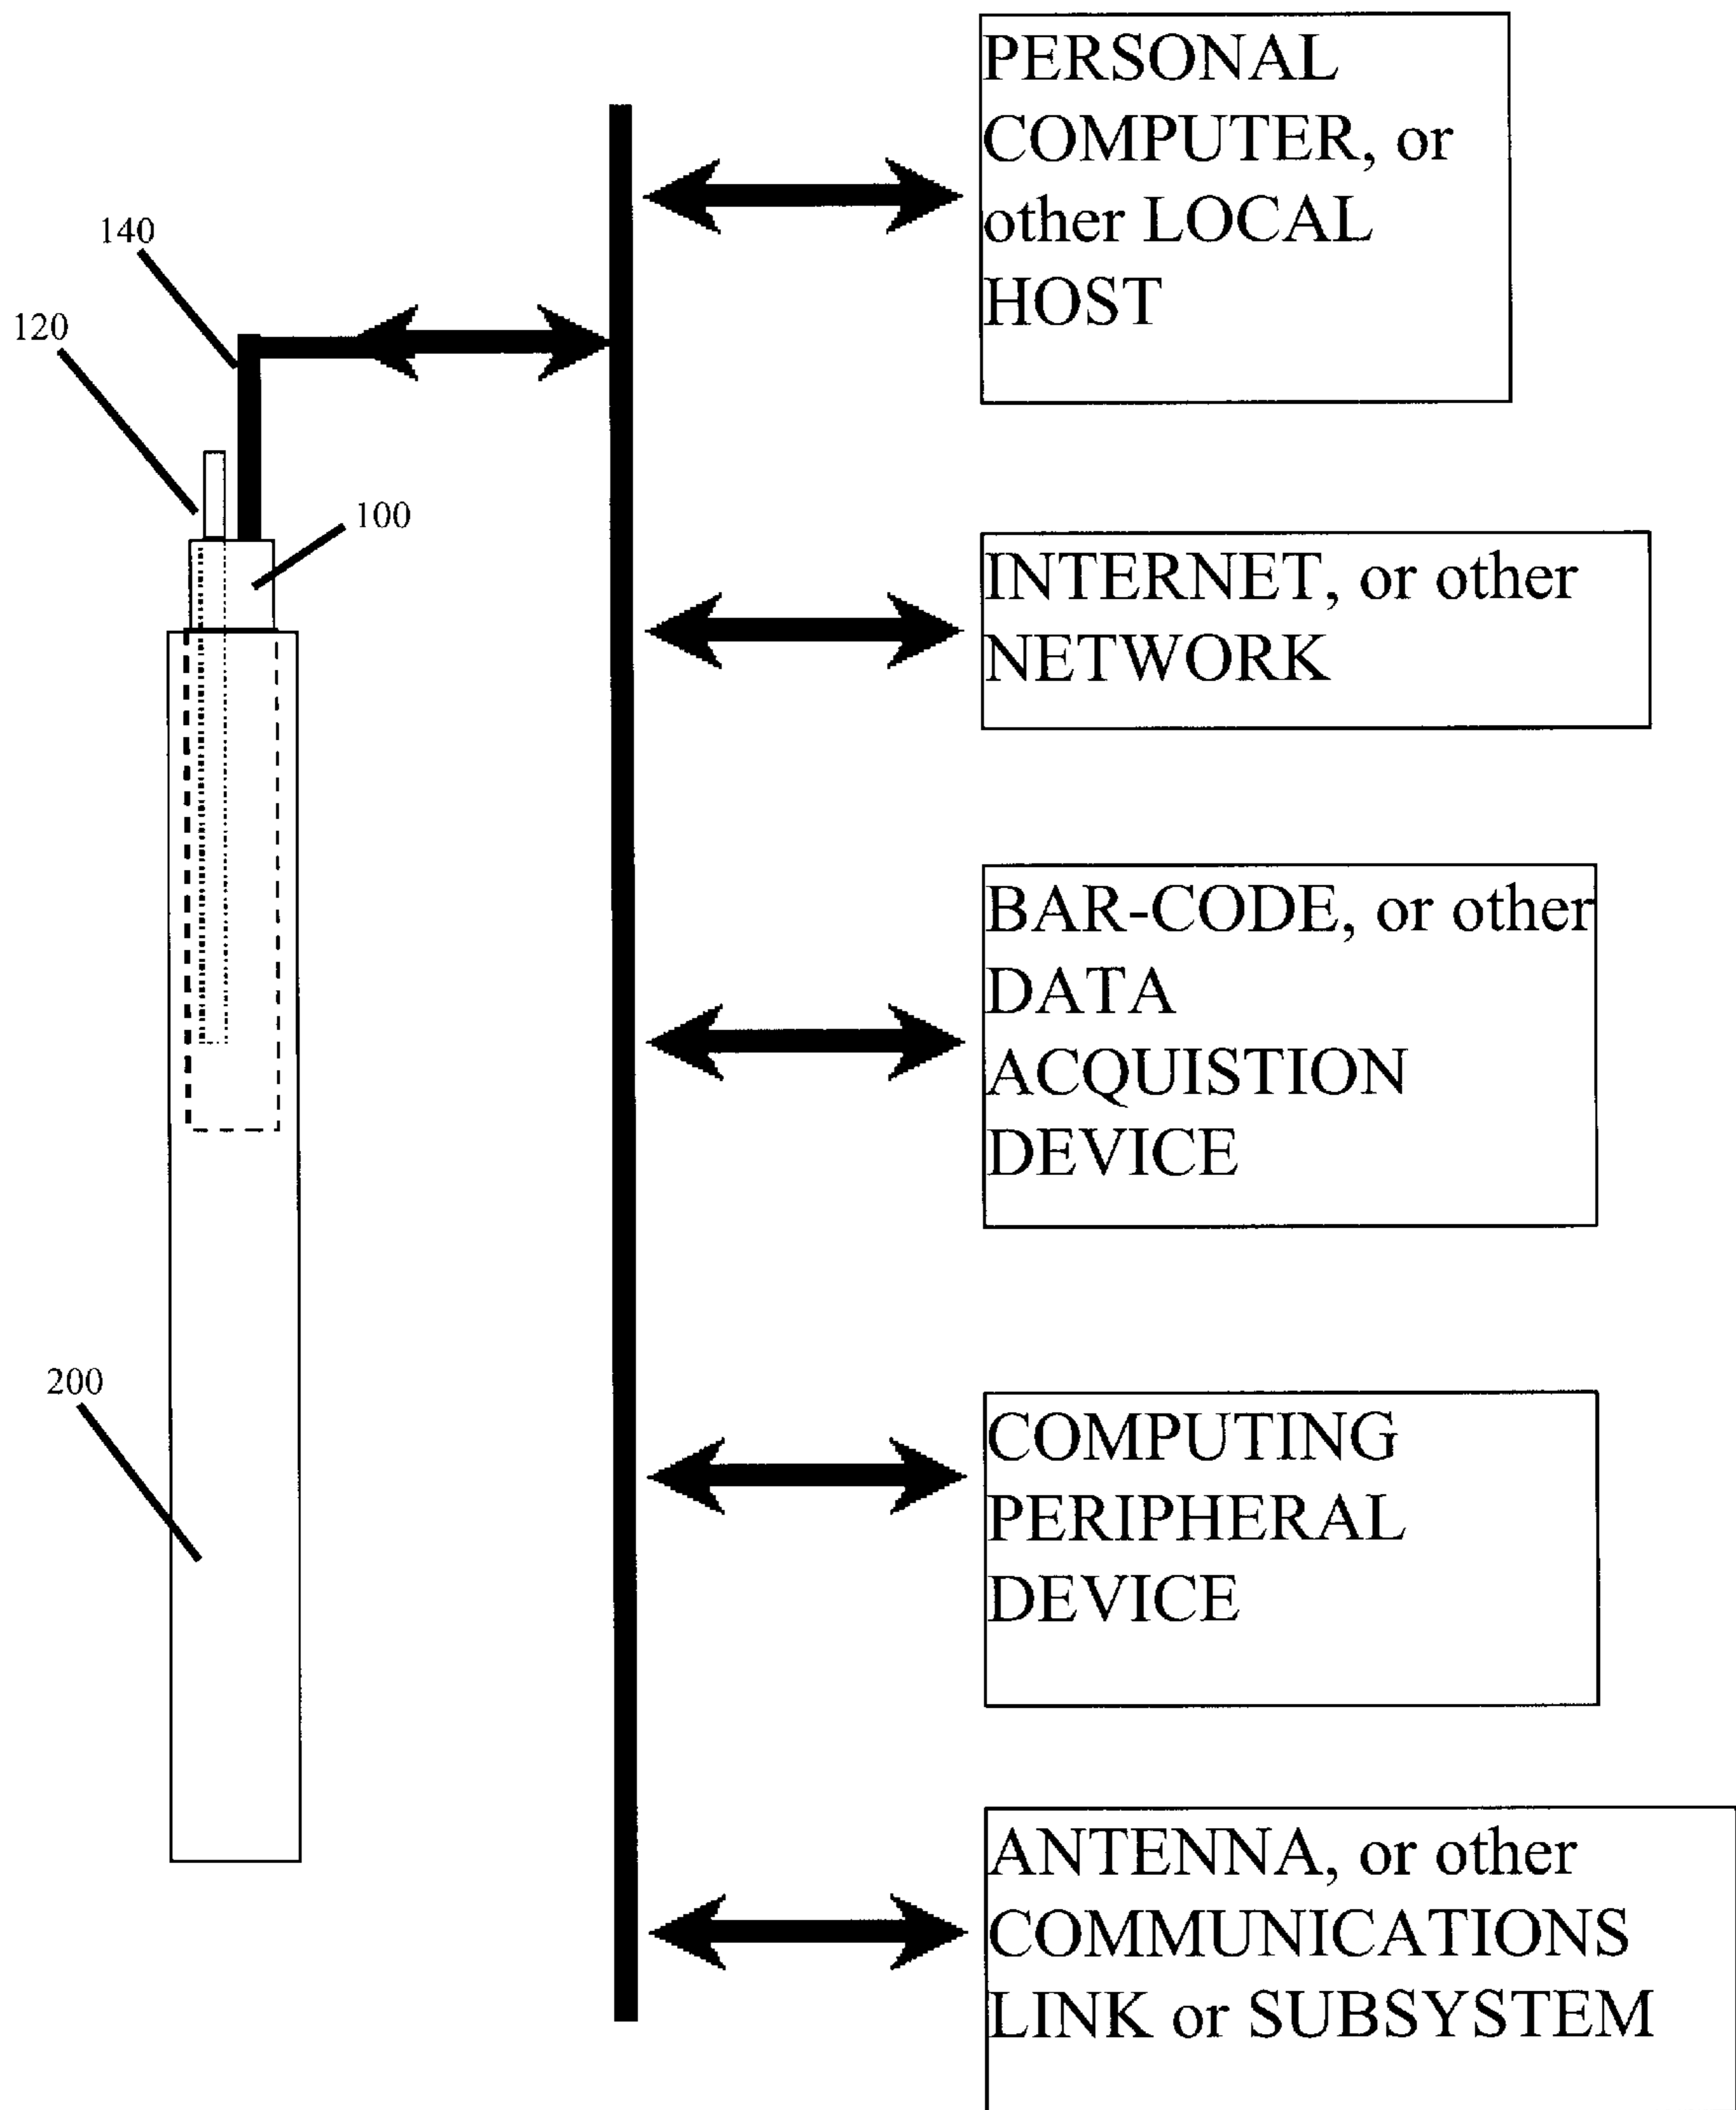 PERSONAL
COMPUTER, or
other LOCAL
HOST
140
120
100
INTERNET, or other
NETWORK
BAR-CODE, or other
DATA
ACQUISTION
DEVICE
200
COMPUTING
PERIPHERAL
DEVICE
ANTENNA, or other
COMMUNICATIONS
LINK or SUBSYSTEM